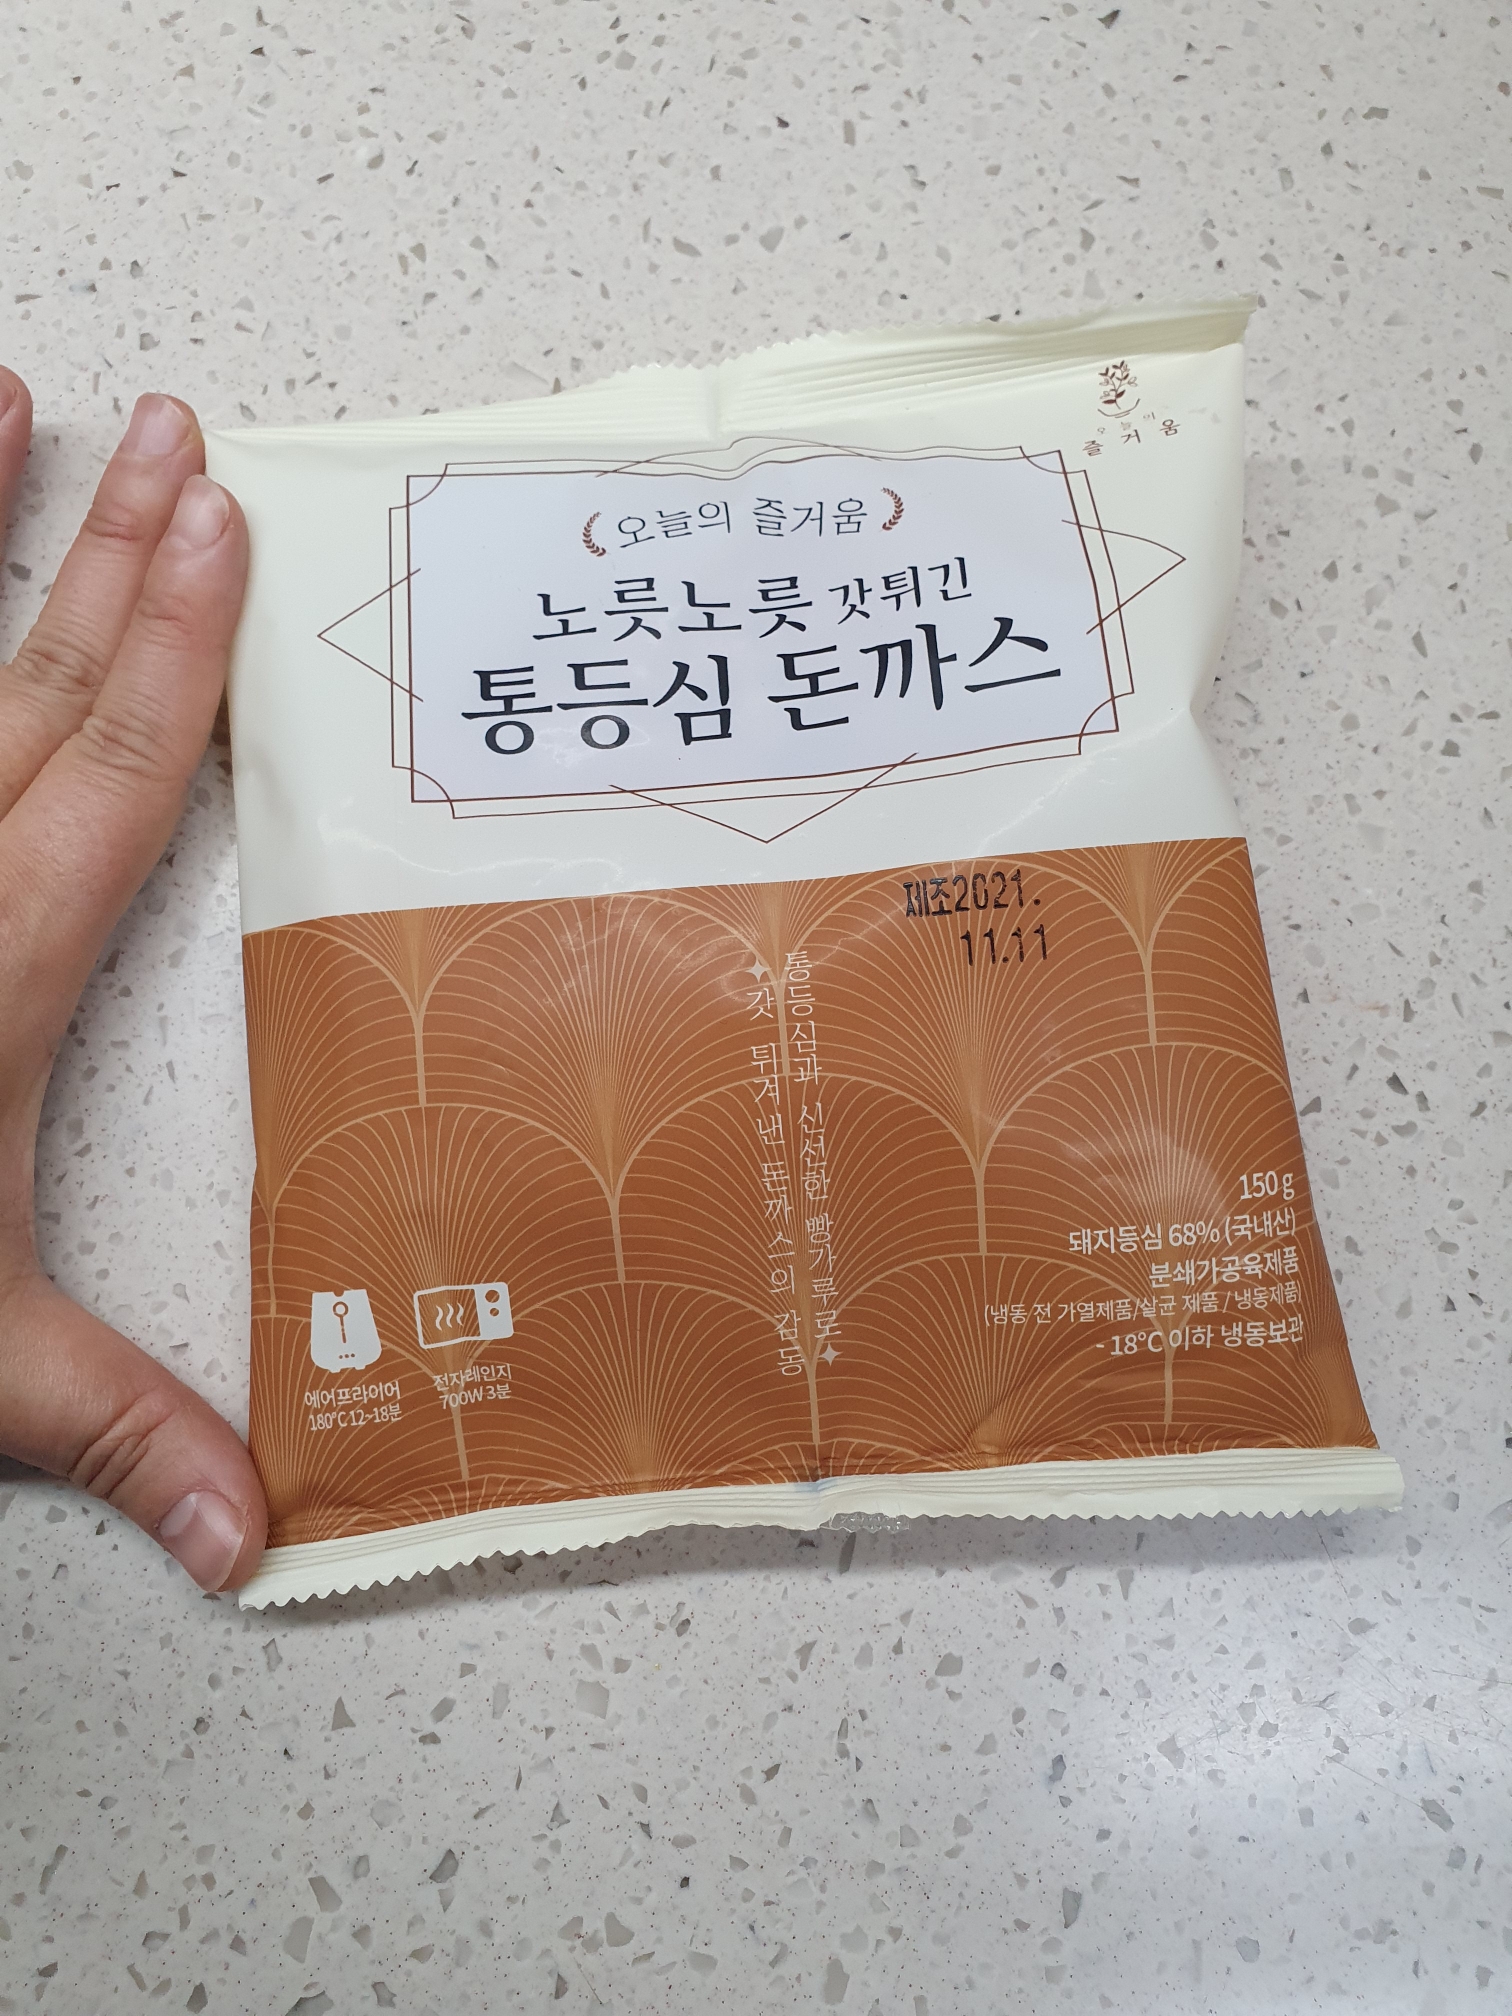 오늘의
즐거움
오늘의 즐거움
노릇노릇 갓튀긴
통등심 돈까스
제조2021.
11.11
통등심과 신선한 빵가루로
갓 튀겨낸 돈까스의 감동
150g
돼지등심 68% (국내산)
분쇄가공육제품
(냉동 전 가열제품/살균 제품 / 냉동제품)
-18°C 이하 냉동보관
에어프라이어
180°C 12~18분
전자레인지
700W 3분